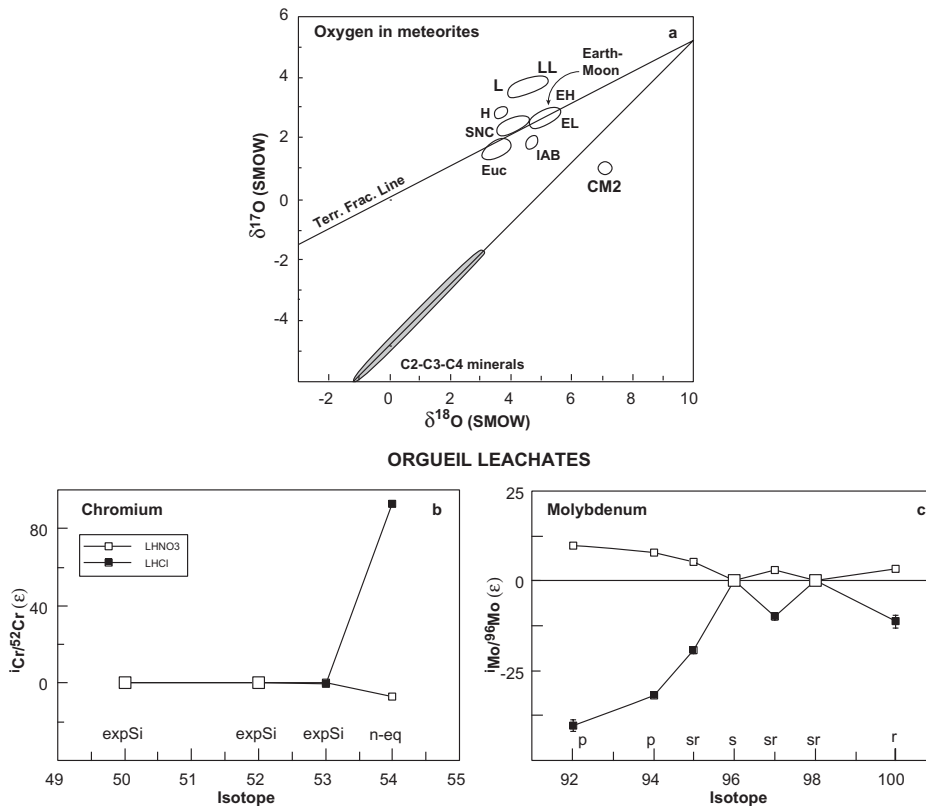 Oxygen in meteorites
a
Earth-
Moon
LL
L
EH
H
EL
SNC
IAB
Euc
CM2
Terr. Frac. Line
C2-C3-C4 minerals
6
4
2
0
-2
-4
δ17O (SMOW)
-2 0 2 4 6 8 10
δ18O (SMOW)
ORGUEIL LEACHATES
Chromium
b
LHNO3
LHCl
80
40
0
iCr/52Cr (ε)
expSi expSi expSi n-eq
49 50 51 52 53 54 55
Isotope
Molybdenum
c
25
0
-25
iMo/96Mo (ε)
p p sr s sr sr r
92 94 96 98 100
Isotope